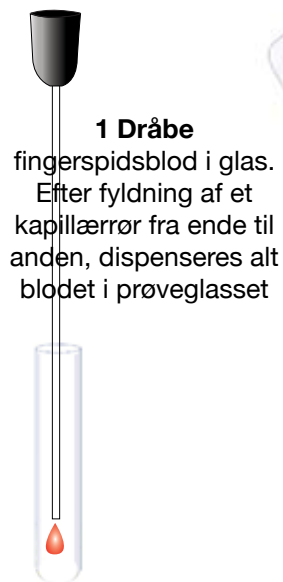 1 Dråbe
fingerspidsblod i glas.
Efter fyldning af et
kapillærrør fra ende til
anden, dispenseres alt
blodet i prøveglasset